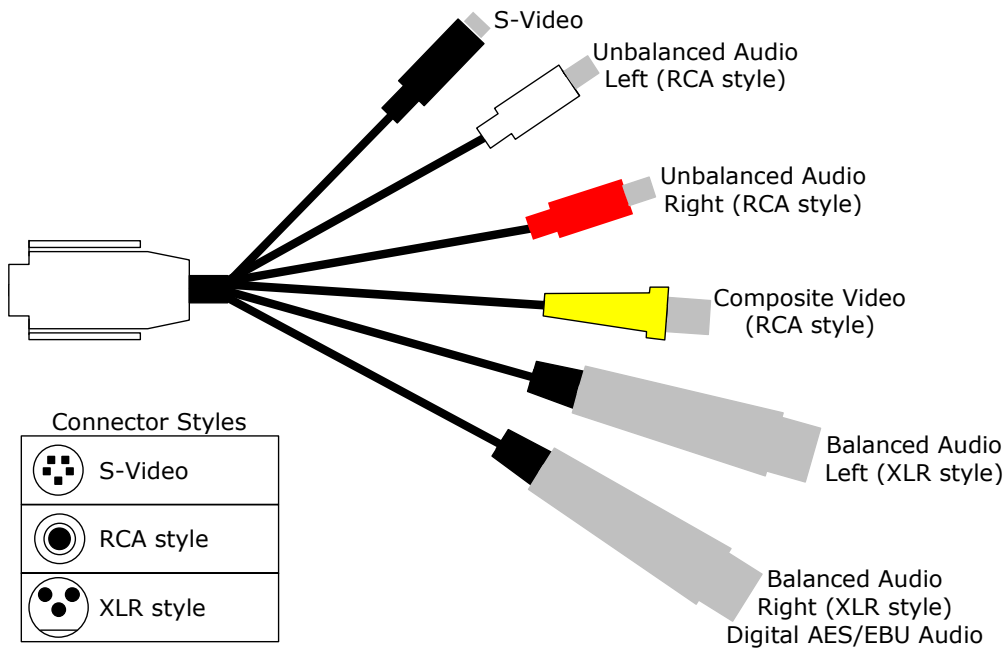 S-Video
Unbalanced Audio
Left (RCA style)
Unbalanced Audio
Right (RCA style)
Composite Video
(RCA style)
Balanced Audio
Left (XLR style)
Balanced Audio
Right (XLR style)
Digital AES/EBU Audio
Connector Styles
S-Video
RCA style
XLR style